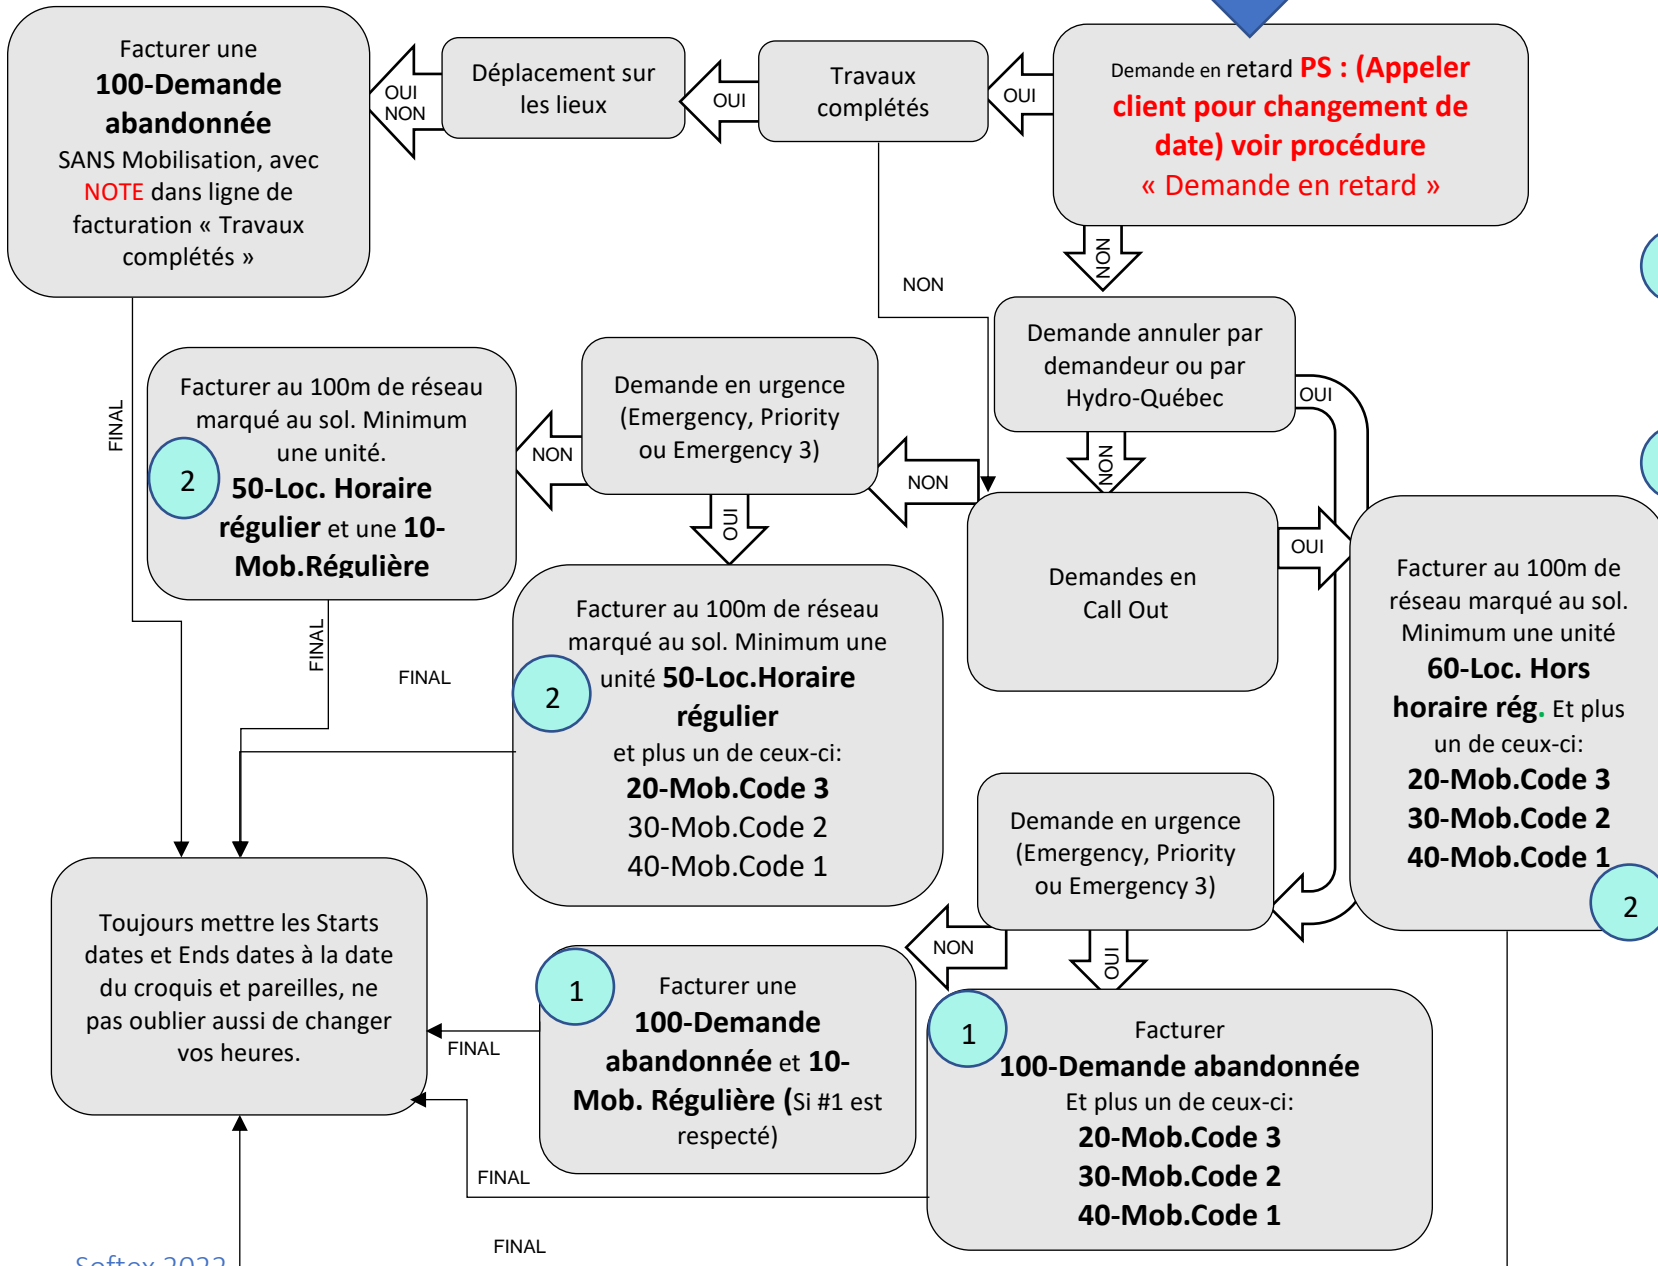 Facturer une
100-Demande
abandonnée
SANS Mobilisation, avec
NOTE dans ligne de
facturation « Travaux
complétés »
OUI
NON
Déplacement sur
les lieux
OUI
Travaux
complétés
OUI
Demande en retard PS : (Appeler
client pour changement de
date) voir procédure
« Demande en retard »
NON
NON
FINAL
Facturer au 100m de réseau
marqué au sol. Minimum
une unité.
2
50-Loc. Horaire
régulier et une 10-
Mob.Régulière
NON
Demande en urgence
(Emergency, Priority
ou Emergency 3)
NON
Demande annuler par
demandeur ou par
Hydro-Québec
OUI
NON
OUI
Demandes en
Call Out
OUI
Facturer au 100m de
réseau marqué au sol.
Minimum une unité
60-Loc. Hors
horaire rég. Et plus
un de ceux-ci:
20-Mob.Code 3
30-Mob.Code 2
40-Mob.Code 1
2
FINAL
FINAL
Facturer au 100m de réseau
marqué au sol. Minimum une
2
unité 50-Loc.Horaire
régulier
et plus un de ceux-ci:
20-Mob.Code 3
30-Mob.Code 2
40-Mob.Code 1
Demande en urgence
(Emergency, Priority
ou Emergency 3)
NON
OUI
Toujours mettre les Starts
dates et Ends dates à la date
du croquis et pareilles, ne
pas oublier aussi de changer
vos heures.
FINAL
1
Facturer une
100-Demande
abandonnée et 10-
Mob. Régulière (Si #1 est
respecté)
1
Facturer
100-Demande abandonnée
Et plus un de ceux-ci:
20-Mob.Code 3
30-Mob.Code 2
40-Mob.Code 1
FINAL
FINAL
Softex 2022